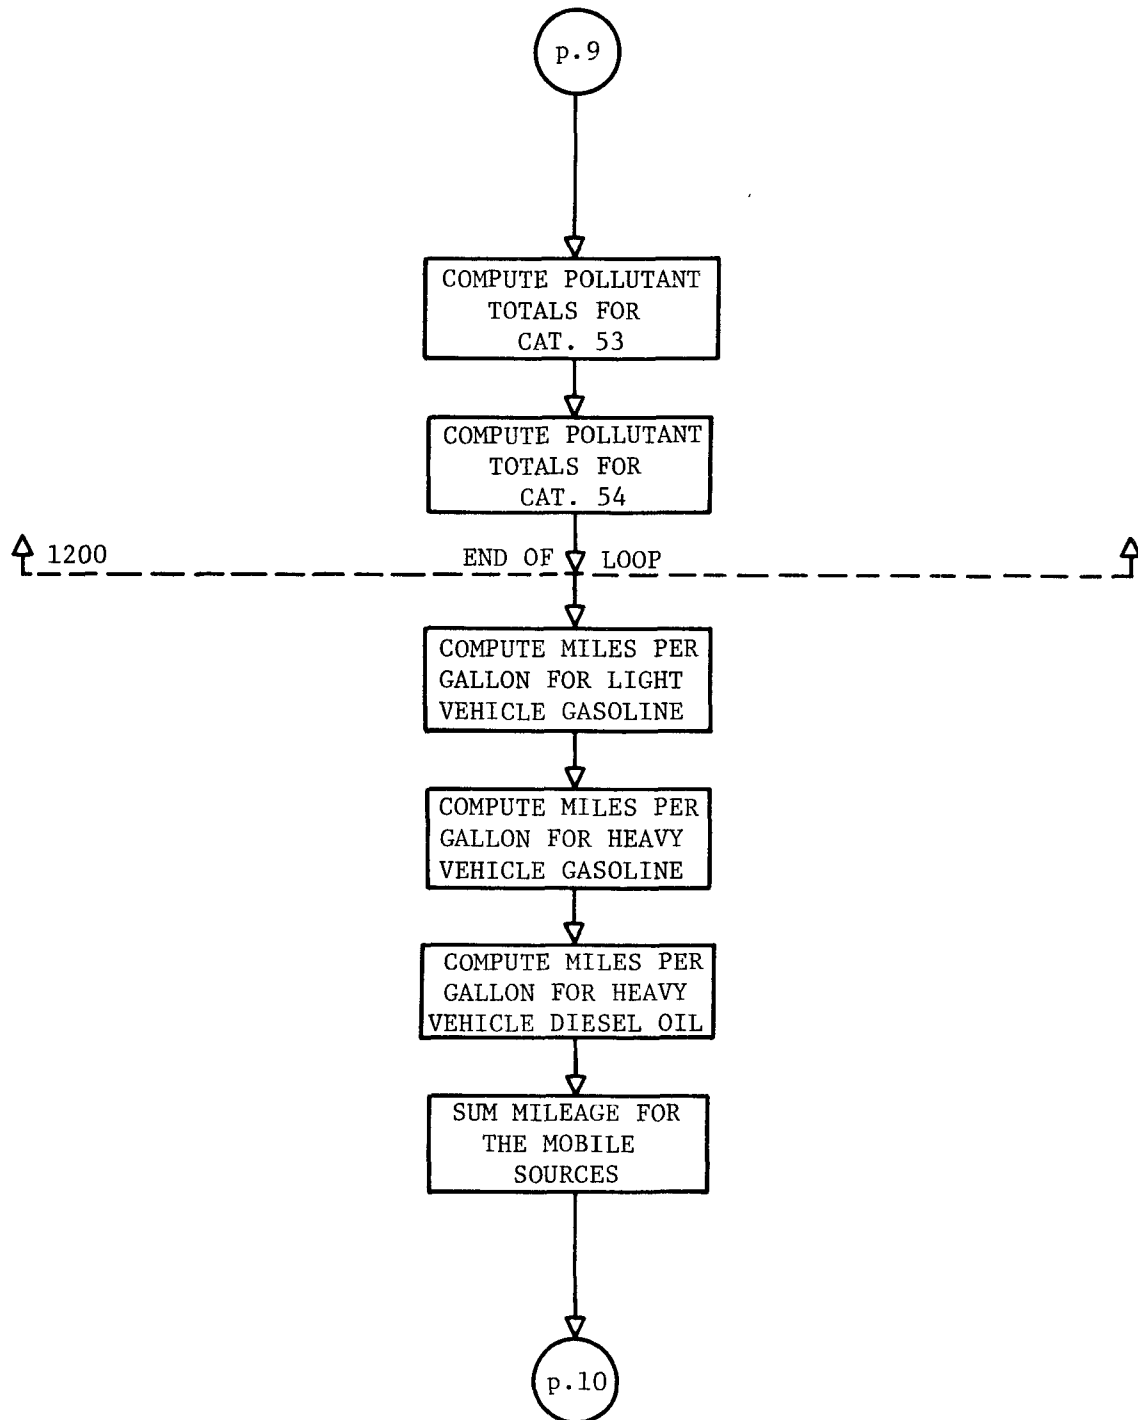 p.9
COMPUTE POLLUTANT
TOTALS FOR
CAT. 53
COMPUTE POLLUTANT
TOTALS FOR
CAT. 54
1200 END OF LOOP
COMPUTE MILES PER
GALLON FOR LIGHT
VEHICLE GASOLINE
COMPUTE MILES PER
GALLON FOR HEAVY
VEHICLE GASOLINE
COMPUTE MILES PER
GALLON FOR HEAVY
VEHICLE DIESEL OIL
SUM MILEAGE FOR
THE MOBILE
SOURCES
p.10